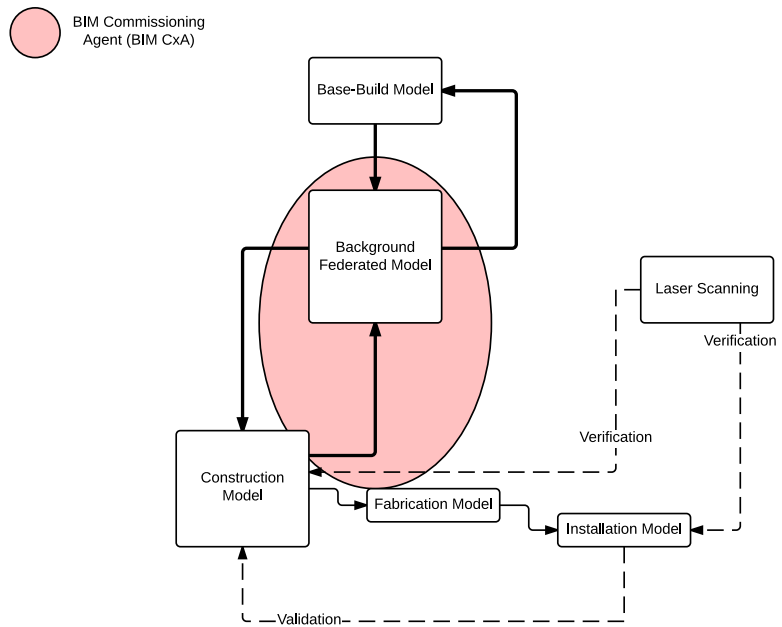 BIM Commissioning
Agent (BIM CxA)
Base-Build Model
Background
Federated Model
Laser Scanning
Verification
Verification
Construction
Model
Fabrication Model
Installation Model
Validation